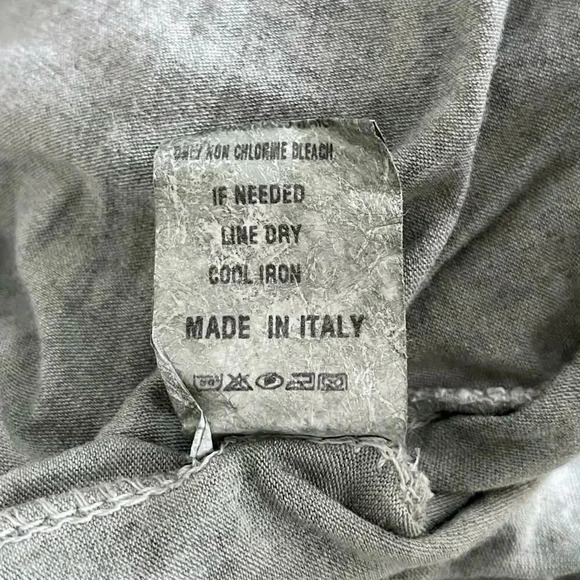 ONLY NON CHLORINE BLEACH
IF NEEDED
LINE DRY
COOL IRON
MADE IN ITALY